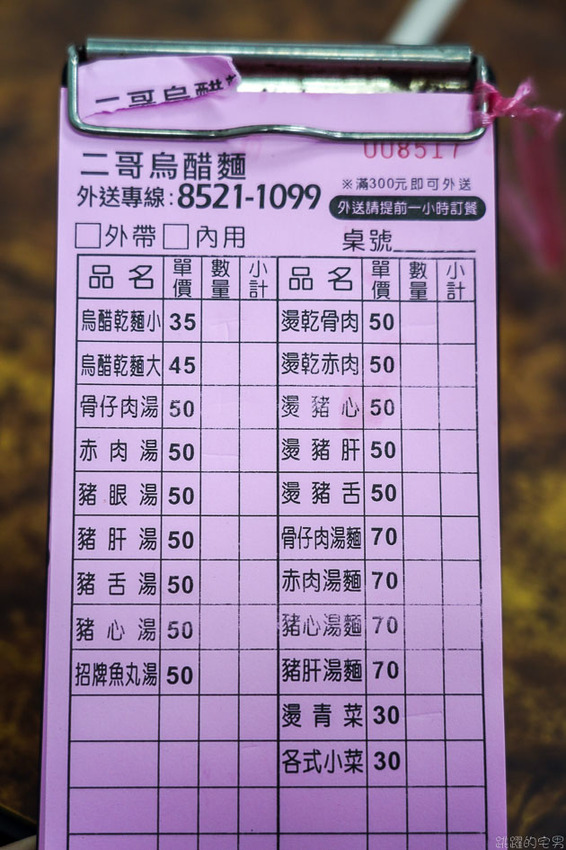 二哥烏醋
008517
二哥烏醋麵
外送專線:8521-1099
※滿300元即可外送
外送請提前一小時訂餐
□外帶 □內用
桌號
品名 單價 數量 小計 品名 單價 數量 小計
烏醋乾麵小 35 燙乾骨肉 50
烏醋乾麵大 45 燙乾赤肉 50
骨仔肉湯 50 燙豬心 50
赤肉湯 50 燙豬肝 50
豬眼湯 50 燙豬舌 50
豬肝湯 50 骨仔肉湯麵 70
豬舌湯 50 赤肉湯麵 70
豬心湯 50 豬心湯麵 70
招牌魚丸湯 50 豬肝湯麵 70
燙青菜 30
各式小菜 30
跳躍的宅男